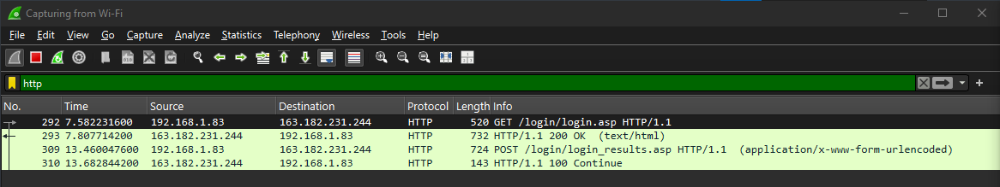 Capturing from Wi-Fi
File Edit View Go Capture Analyze Statistics Telephony Wireless Tools Help
http
No. Time Source Destination Protocol Length Info
292 7.582231600 192.168.1.83 163.182.231.244 HTTP 520 GET /login/login.asp HTTP/1.1
293 7.807714200 163.182.231.244 192.168.1.83 HTTP 732 HTTP/1.1 200 OK (text/html)
309 13.460047600 192.168.1.83 163.182.231.244 HTTP 724 POST /login/login_results.asp HTTP/1.1 (application/x-www-form-urlencoded)
310 13.682844200 163.182.231.244 192.168.1.83 HTTP 143 HTTP/1.1 100 Continue